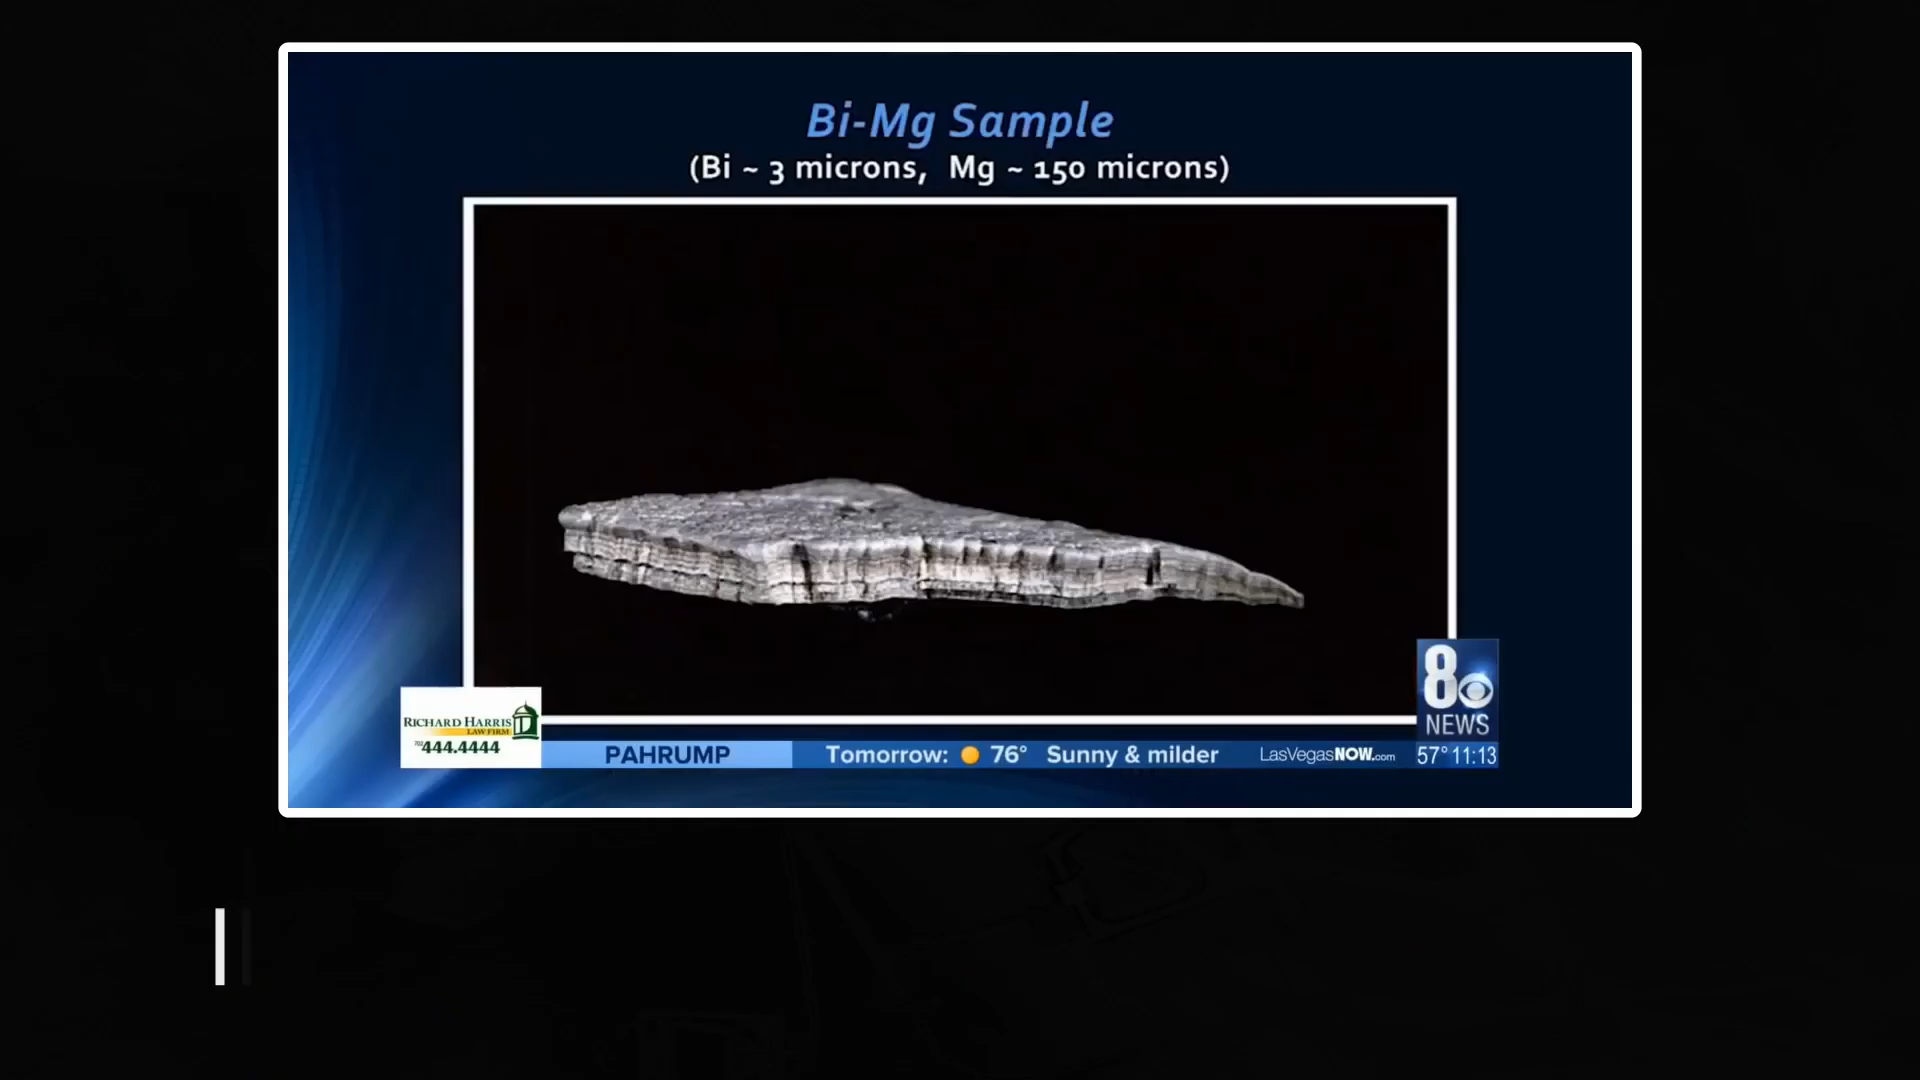 Bi-Mg Sample
(Bi ~ 3 microns, Mg ~ 150 microns)
8
NEWS
RICHARD HARRIS
LAW FIRM
702 444.4444
PAHRUMP
Tomorrow: 76° Sunny & milder
LasVegasNOW.com
57° 11:13